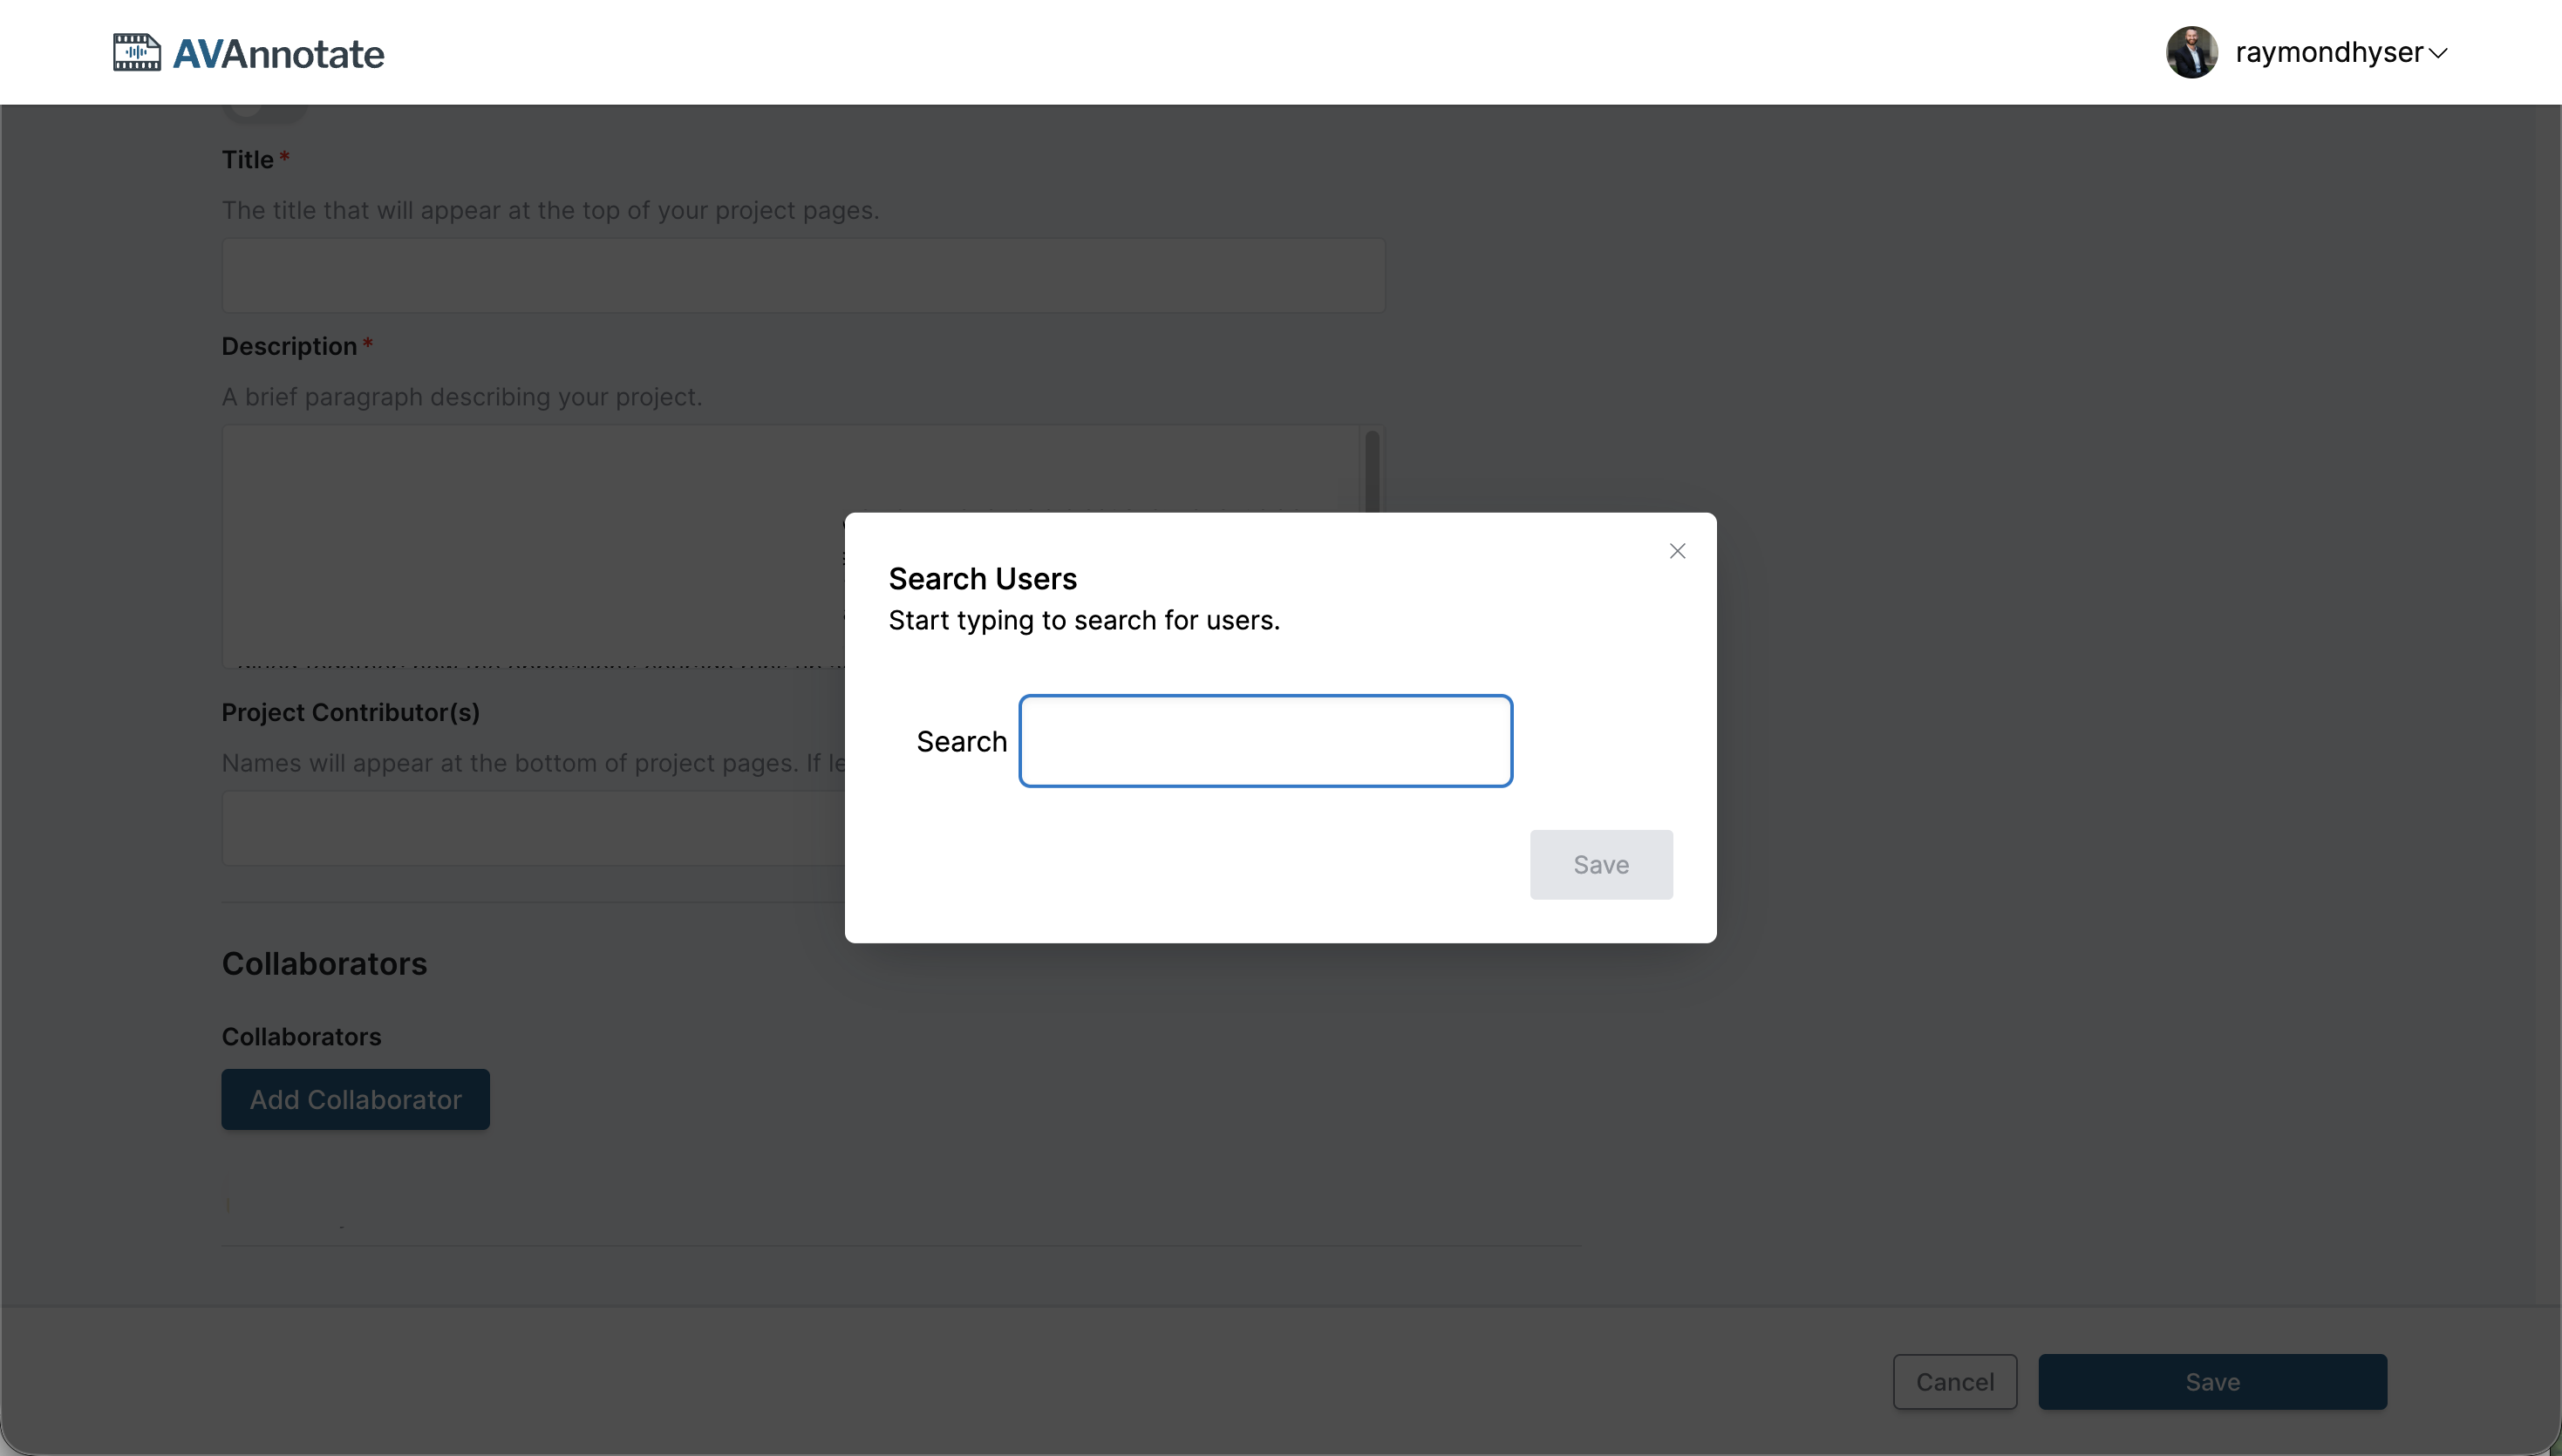 AVAnnotate
raymondhyser
Title *
The title that will appear at the top of your project pages.
Description *
A brief paragraph describing your project.
Search Users
Start typing to search for users.
Project Contributor(s)
Search
Names will appear at the bottom of project pages. If
Save
Collaborators
Collaborators
Add Collaborator
Cancel
Save